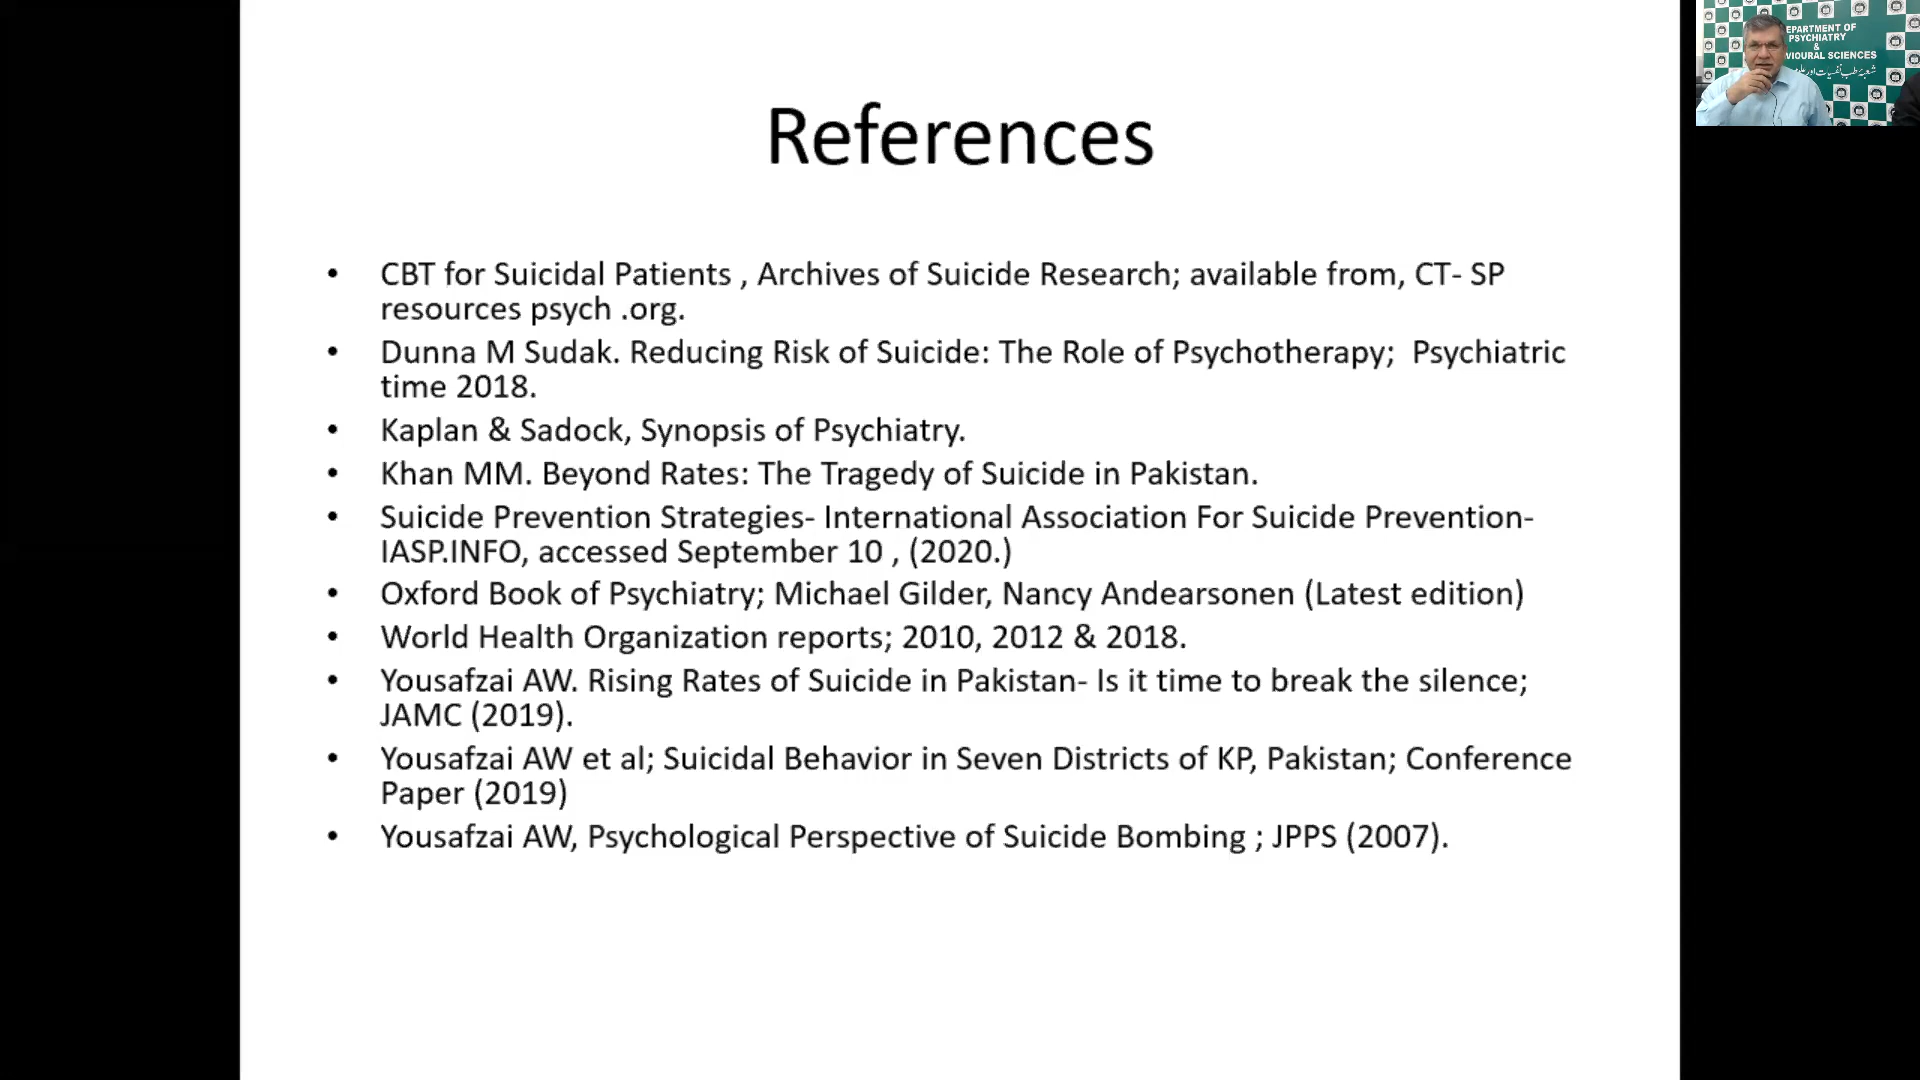 References
• CBT for Suicidal Patients , Archives of Suicide Research; available from, CT- SP
resources psych .org.
• Dunna M Sudak. Reducing Risk of Suicide: The Role of Psychotherapy;  Psychiatric
time 2018.
• Kaplan & Sadock, Synopsis of Psychiatry.
• Khan MM. Beyond Rates: The Tragedy of Suicide in Pakistan.
• Suicide Prevention Strategies- International Association For Suicide Prevention-
IASP.INFO, accessed September 10 , (2020.)
• Oxford Book of Psychiatry; Michael Gilder, Nancy Andearsonen (Latest edition)
• World Health Organization reports; 2010, 2012 & 2018.
• Yousafzai AW. Rising Rates of Suicide in Pakistan- Is it time to break the silence;
JAMC (2019).
• Yousafzai AW et al; Suicidal Behavior in Seven Districts of KP, Pakistan; Conference
Paper (2019)
• Yousafzai AW, Psychological Perspective of Suicide Bombing ; JPPS (2007).
EPARTMENT OF
PSYCHIATRY
&
VIOURAL SCIENCES
شعبۂ طب نفسیات اور